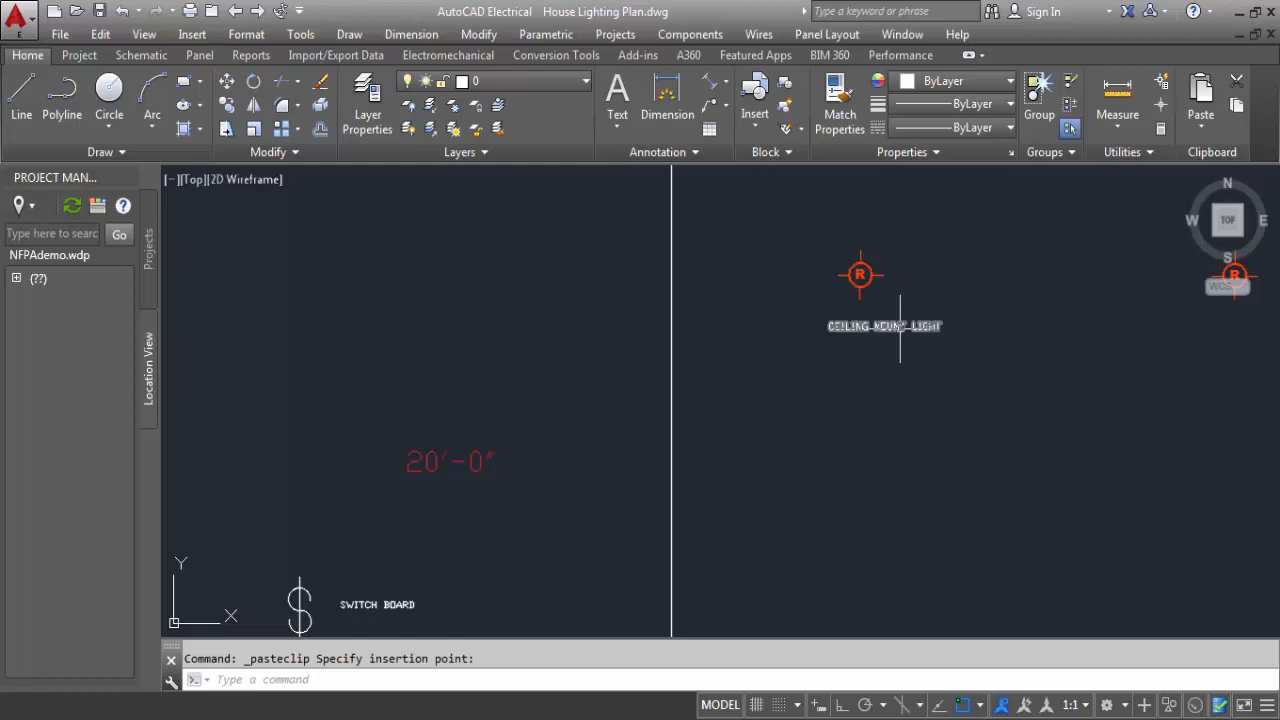 AutoCAD Electrical House Lighting Plan.dwg
Type a keyword or phrase
Sign In
File Edit View Insert Format Tools Draw Dimension Modify Parametric Projects Components Wires Panel Layout Window Help
Home Project Schematic Panel Reports Import/Export Data Electromechanical Conversion Tools Add-ins A360 Featured Apps BIM 360 Performance
Line Polyline Circle Arc
Layer Properties
0
Text Dimension
Insert
Match Properties
ByLayer
ByLayer
ByLayer
Group
Measure
Paste
Draw Modify Layers Annotation Block Properties Groups Utilities Clipboard
E
PROJECT MAN...
Type here to searc Go
NFPAdemo.wdp
(??)
Projects
Location View
[−][Top][2D Wireframe]
N
W TOP E
S
WCS
R
R
CEILING MOUNT LIGHT
20'-0"
Y
X
SWITCH BOARD
Command: _pasteclip Specify insertion point:
Type a command
MODEL
1:1